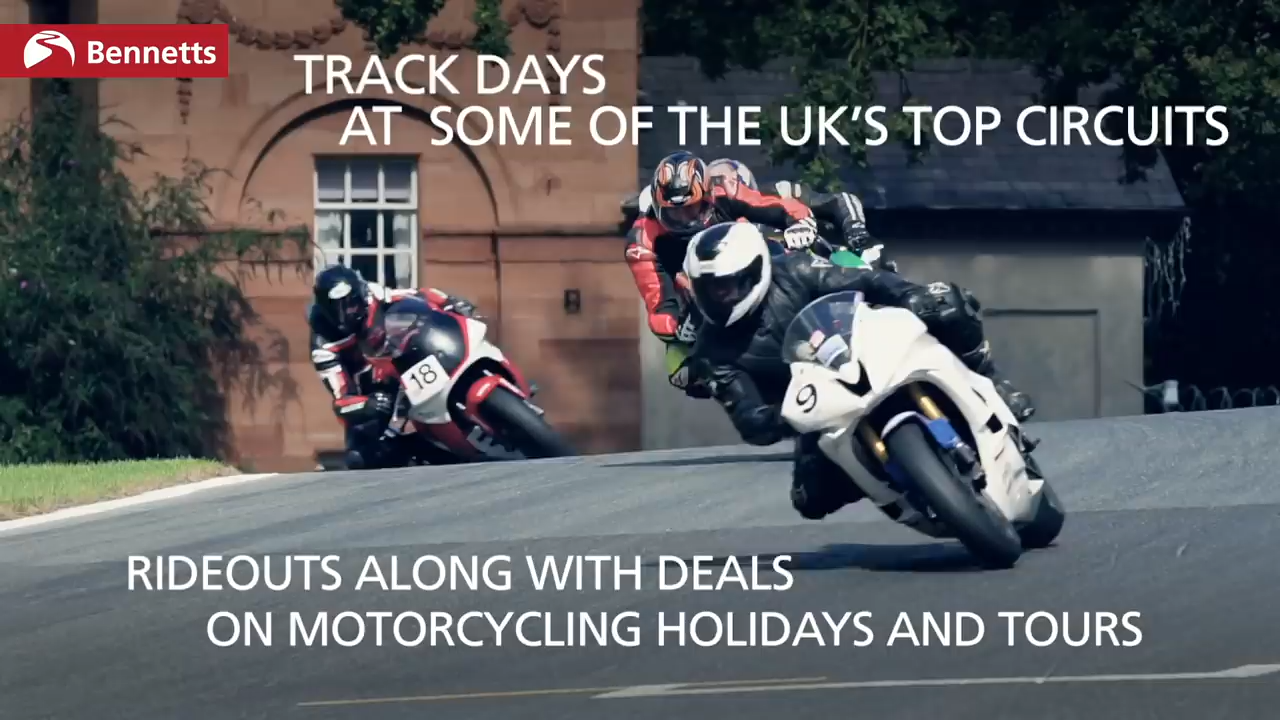 Bennetts
TRACK DAYS
AT SOME OF THE UK'S TOP CIRCUITS
18
9
RIDEOUTS ALONG WITH DEALS
ON MOTORCYCLING HOLIDAYS AND TOURS